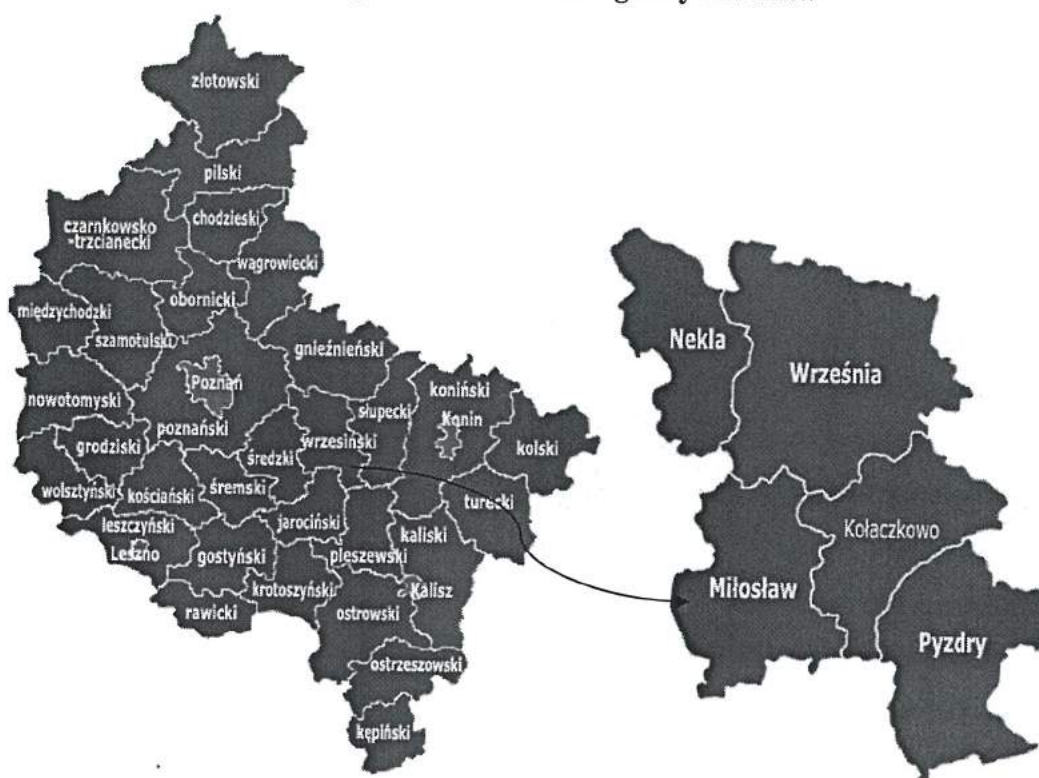 złotowski
pilski
chodzieski
czarnkowsko
-trzcianecki
wągrowiecki
obornicki
międzychodzki
szamotulski
gnieźnieński
Poznań
nowotomyski
poznański
słupecki
koniński
Konin
kolski
grodziski
średzki
wrzesiński
wolsztyński
kościański
śremski
turecki
leszczyński
Leszno
jarociński
gostyński
pleszewski
kaliski
krotoszyński
Kalisz
rawicki
ostrowski
ostrzeszowski
kępiński
Nekla
Września
Kołaczkowo
Miłosław
Pyzdry